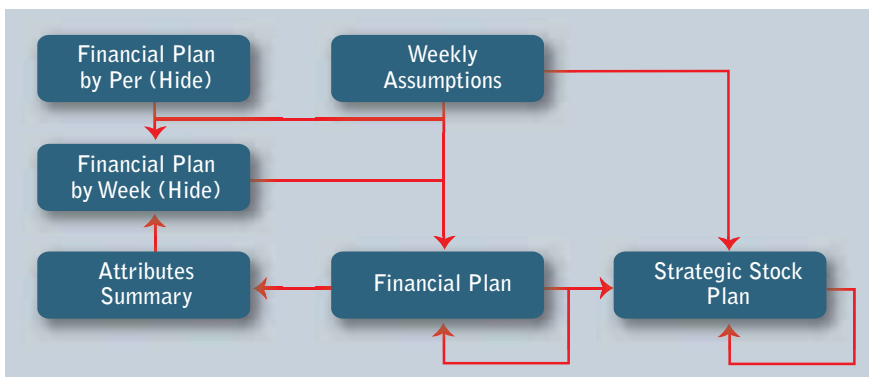 Financial Plan
by Per (Hide)
Weekly
Assumptions
Financial Plan
by Week (Hide)
Attributes
Summary
Financial Plan
Strategic Stock
Plan